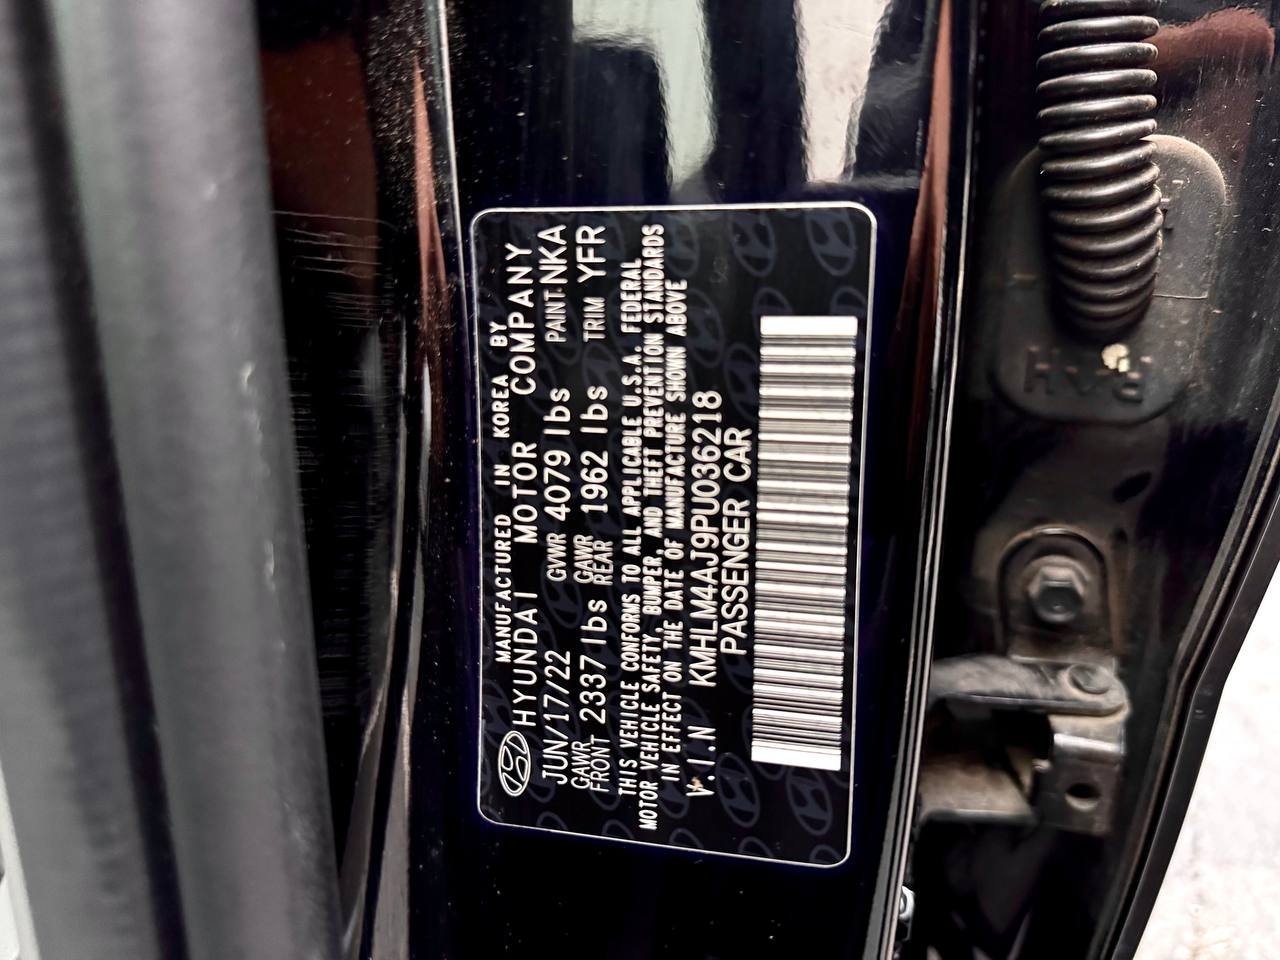 MANUFACTURED IN KOREA BY
HYUNDAI MOTOR COMPANY
JUN/17/22 GVWR 4079 lbs PAINT NKA
GAWR FRONT 2337 lbs GAWR REAR 1962 lbs TRIM YFR
THIS VEHICLE CONFORMS TO ALL APPLICABLE U.S.A. FEDERAL
MOTOR VEHICLE SAFETY, BUMPER, AND THEFT PREVENTION STANDARDS
IN EFFECT ON THE DATE OF MANUFACTURE SHOWN ABOVE
V.I.N KMHLM4AJ9PU036218
PASSENGER CAR